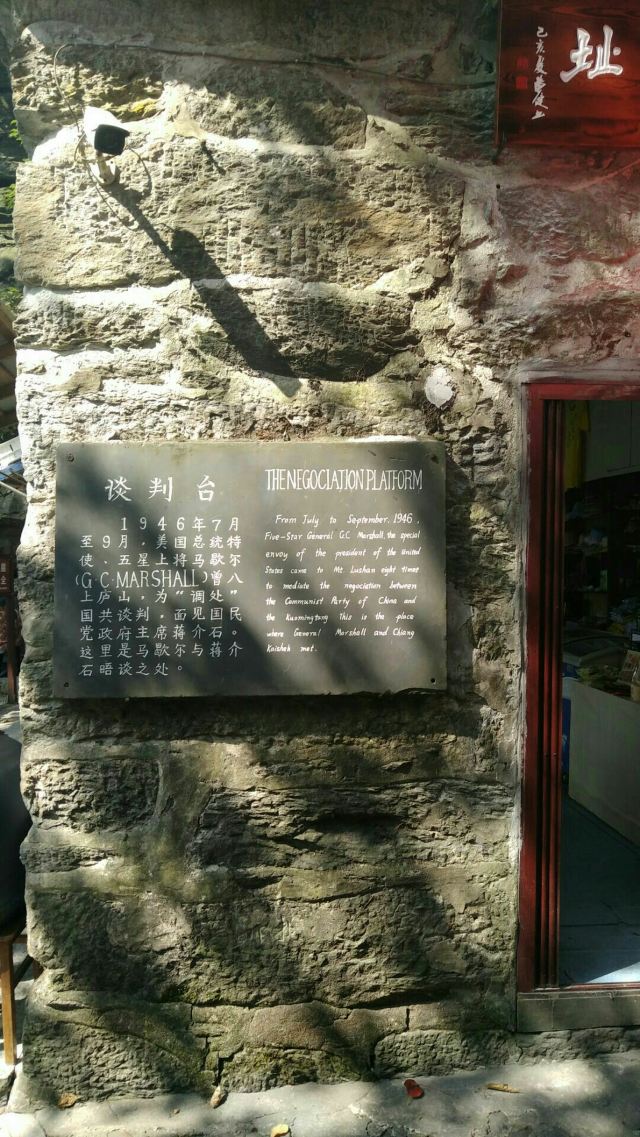 址
谈判台
1946年7月
至9月，美国总统特
使、五星上将马歇尔
(G·C·MARSHALL)曾八
上庐山，为“调处”
国共谈判，面见国民
党政府主席蒋介石。
这里是马歇尔与蒋介
石晤谈之处。
THE NEGOCIATION PLATFORM
From July to September. 1946,
Five-Star General G.C Marshall, the special
envoy of the president of the United
States came to Mt. Lushan eight times
to mediate the negociation between
the Communist Party of China and
the Kuomingtong This is the place
where General Marshall and Chiang
Kaishek met.